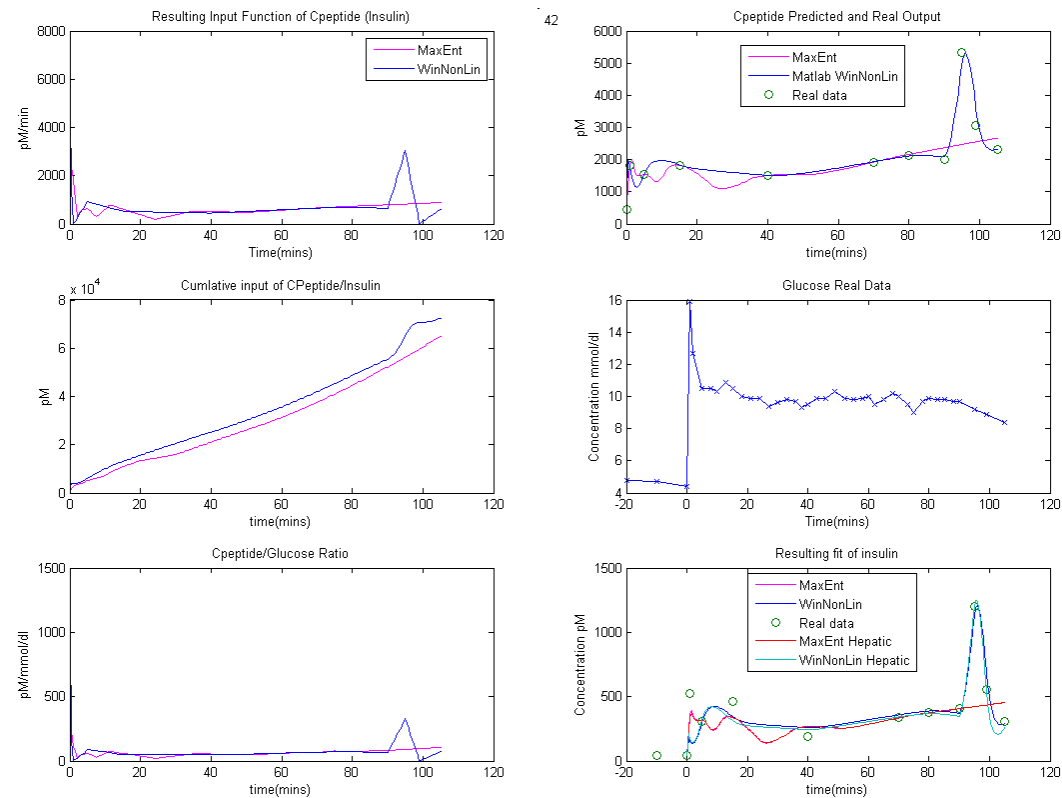 Resulting Input Function of Cpeptide (Insulin)
8000
6000
4000
2000
0
pM/min
MaxEnt
WinNonLin
0 20 40 60 80 100 120
Time(mins)
42
Cpeptide Predicted and Real Output
6000
5000
4000
3000
2000
1000
0
pM
MaxEnt
Matlab WinNonLin
Real data
0 20 40 60 80 100 120
time(mins)
Cumlative input of CPeptide/Insulin
x 10^4
8
6
4
2
0
pM
0 20 40 60 80 100 120
time(mins)
Glucose Real Data
16
14
12
10
8
6
4
Concentration mmol/dl
-20 0 20 40 60 80 100 120
Time(mins)
Cpeptide/Glucose Ratio
1500
1000
500
0
pM/mmol/dl
0 20 40 60 80 100 120
time(mins)
Resulting fit of insulin
1500
1000
500
0
Concentration pM
MaxEnt
WinNonLin
Real data
MaxEnt Hepatic
WinNonLin Hepatic
-20 0 20 40 60 80 100 120
time(mins)